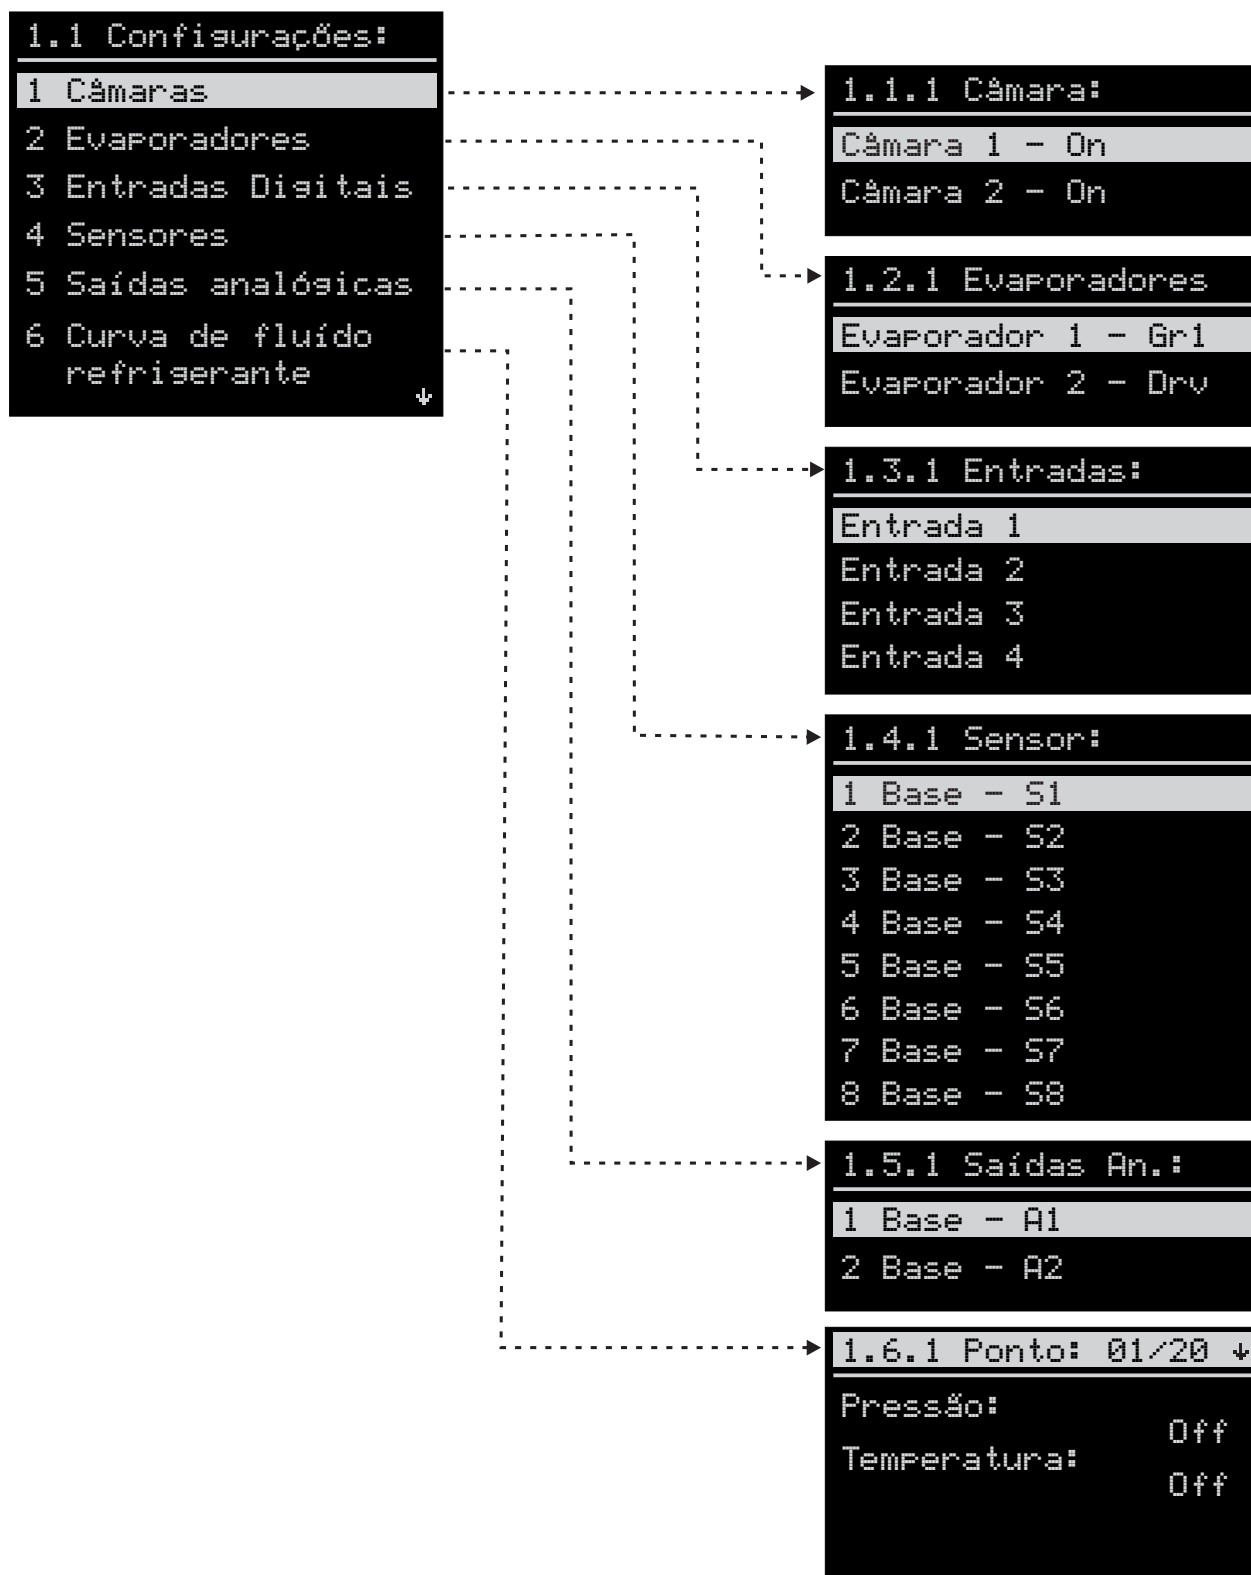 1.1 Configurações:
1 Câmaras
2 Evaporadores
3 Entradas Digitais
4 Sensores
5 Saídas analógicas
6 Curva de fluído
refrigerante
1.1.1 Câmara:
Câmara 1 - On
Câmara 2 - On
1.2.1 Evaporadores
Evaporador 1 - Gr1
Evaporador 2 - Drv
1.3.1 Entradas:
Entrada 1
Entrada 2
Entrada 3
Entrada 4
1.4.1 Sensor:
1 Base - S1
2 Base - S2
3 Base - S3
4 Base - S4
5 Base - S5
6 Base - S6
7 Base - S7
8 Base - S8
1.5.1 Saídas An.:
1 Base - A1
2 Base - A2
1.6.1 Ponto: 01/20
Pressão:
Off
Temperatura:
Off